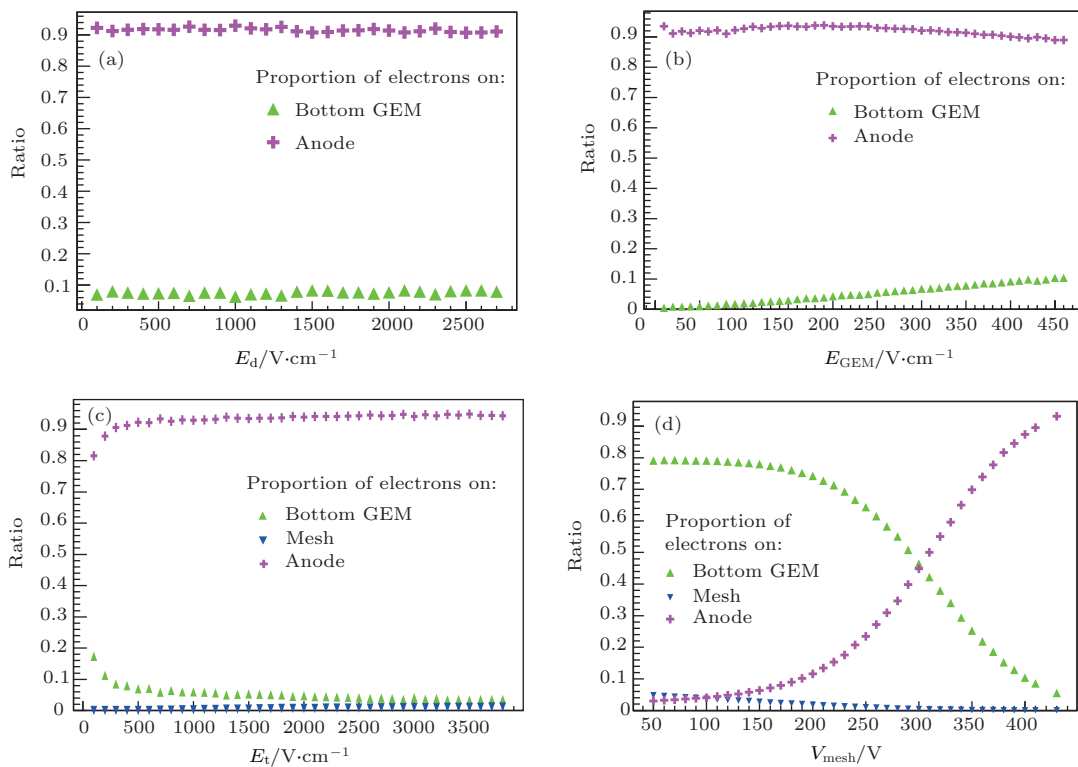 0.9
0.8
0.7
0.6
0.5
0.4
0.3
0.2
0.1
Ratio
(a)
Proportion of electrons on:
Bottom GEM
Anode
0 500 1000 1500 2000 2500
E_d/V·cm⁻¹
0.9
0.8
0.7
0.6
0.5
0.4
0.3
0.2
0.1
0
Ratio
(b)
Proportion of electrons on:
Bottom GEM
Anode
0 50 100 150 200 250 300 350 400 450
E_GEM/V·cm⁻¹
0.9
0.8
0.7
0.6
0.5
0.4
0.3
0.2
0.1
0
Ratio
(c)
Proportion of electrons on:
Bottom GEM
Mesh
Anode
0 500 1000 1500 2000 2500 3000 3500
E_t/V·cm⁻¹
0.9
0.8
0.7
0.6
0.5
0.4
0.3
0.2
0.1
0
Ratio
(d)
Proportion of
electrons on:
Bottom GEM
Mesh
Anode
50 100 150 200 250 300 350 400
V_mesh/V